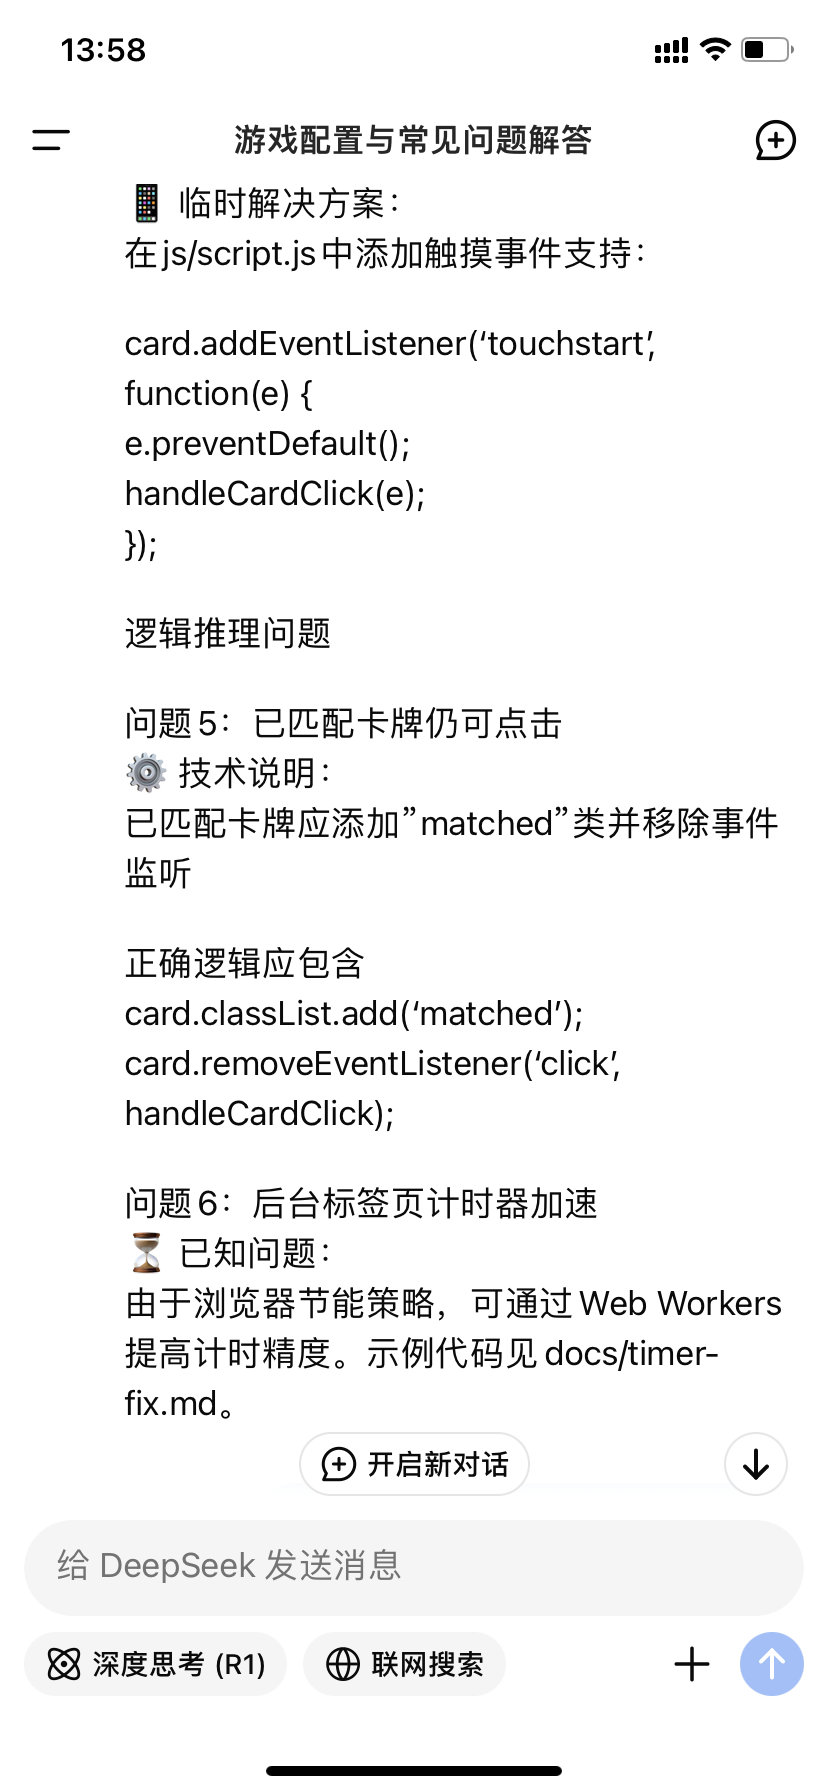 13:58
游戏配置与常见问题解答
📱 临时解决方案：
在js/script.js中添加触摸事件支持：
card.addEventListener(‘touchstart’,
function(e) {
e.preventDefault();
handleCardClick(e);
});
逻辑推理问题
问题5：已匹配卡牌仍可点击
⚙️ 技术说明：
已匹配卡牌应添加”matched”类并移除事件
监听
正确逻辑应包含
card.classList.add(‘matched’);
card.removeEventListener(‘click’,
handleCardClick);
问题6：后台标签页计时器加速
⏳ 已知问题：
由于浏览器节能策略，可通过Web Workers
提高计时精度。示例代码见docs/timer-
fix.md。
开启新对话
给 DeepSeek 发送消息
深度思考 (R1) 联网搜索